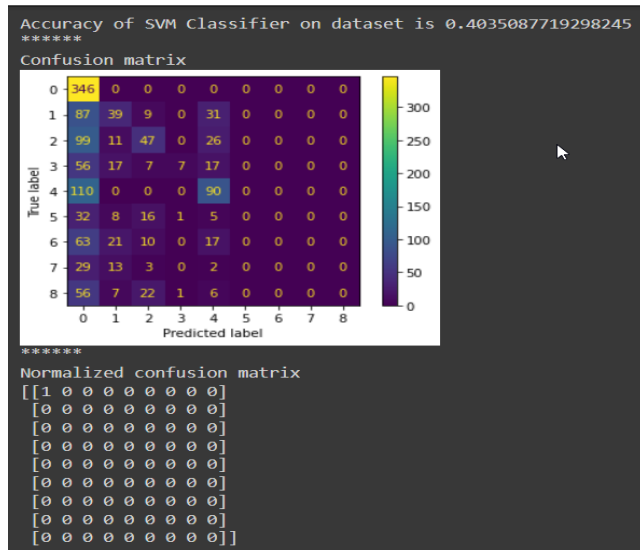 Accuracy of SVM Classifier on dataset is 0.4035087719298245
******
Confusion matrix
0 346 0 0 0 0 0 0 0 0
1 87 39 9 0 31 0 0 0 0
2 99 11 47 0 26 0 0 0 0
3 56 17 7 7 17 0 0 0 0
4 110 0 0 0 90 0 0 0 0
5 32 8 16 1 5 0 0 0 0
6 63 21 10 0 17 0 0 0 0
7 29 13 3 0 2 0 0 0 0
8 56 7 22 1 6 0 0 0 0
0 1 2 3 4 5 6 7 8
Predicted label
True label
300
250
200
150
100
50
0
******
Normalized confusion matrix
[[1 0 0 0 0 0 0 0 0]
[0 0 0 0 0 0 0 0 0]
[0 0 0 0 0 0 0 0 0]
[0 0 0 0 0 0 0 0 0]
[0 0 0 0 0 0 0 0 0]
[0 0 0 0 0 0 0 0 0]
[0 0 0 0 0 0 0 0 0]
[0 0 0 0 0 0 0 0 0]
[0 0 0 0 0 0 0 0 0]]